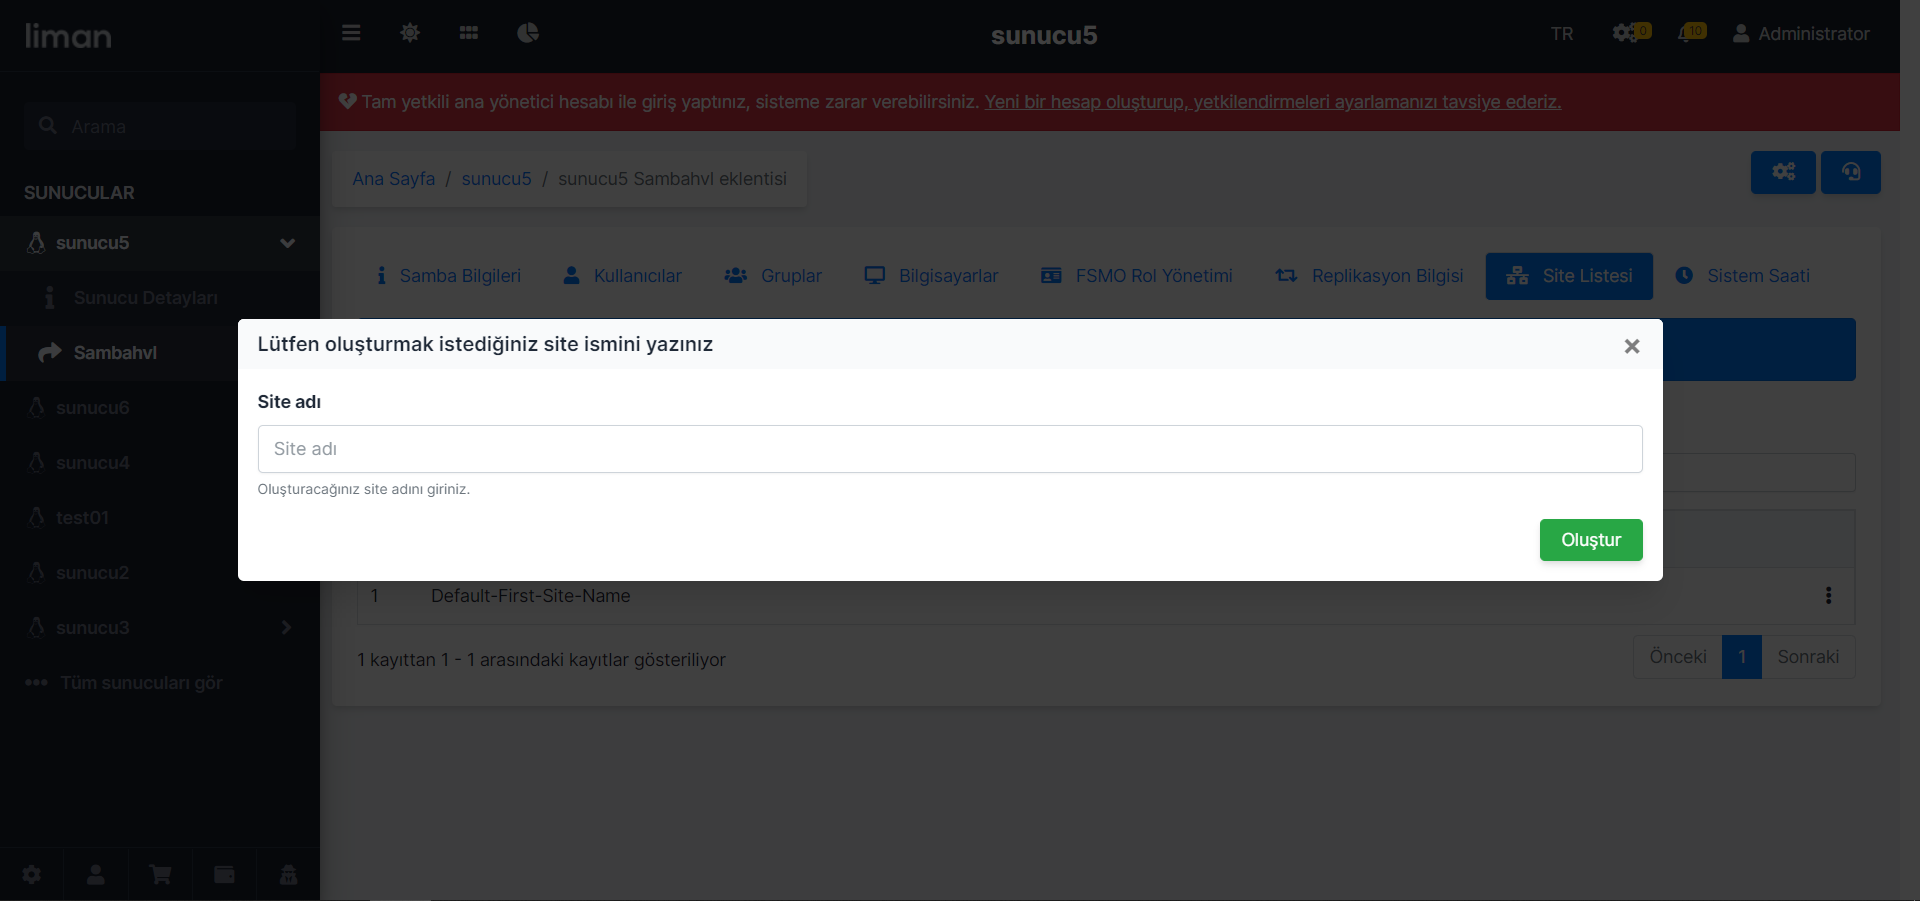 liman
sunucu5
TR
0
10
Administrator
Arama
Tam yetkili ana yönetici hesabı ile giriş yaptınız, sisteme zarar verebilirsiniz. Yeni bir hesap oluşturup, yetkilendirmeleri ayarlamanızı tavsiye ederiz.
Ana Sayfa / sunucu5 / sunucu5 Sambahvl eklentisi
SUNUCULAR
sunucu5
Sunucu Detayları
Sambahvl
sunucu6
sunucu4
test01
sunucu2
sunucu3
Tüm sunucuları gör
Samba Bilgileri
Kullanıcılar
Gruplar
Bilgisayarlar
FSMO Rol Yönetimi
Replikasyon Bilgisi
Site Listesi
Sistem Saati
Lütfen oluşturmak istediğiniz site ismini yazınız
×
Site adı
Site adı
Oluşturacağınız site adını giriniz.
Oluştur
1 Default-First-Site-Name
1 kayıttan 1 - 1 arasındaki kayıtlar gösteriliyor
Önceki 1 Sonraki